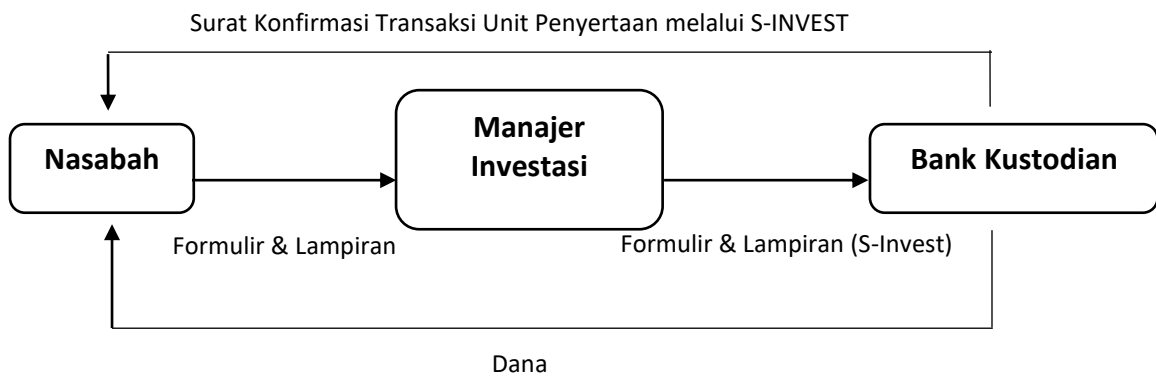 Surat Konfirmasi Transaksi Unit Penyertaan melalui S-INVEST
Nasabah
Manajer
Investasi
Bank Kustodian
Formulir & Lampiran
Formulir & Lampiran (S-Invest)
Dana